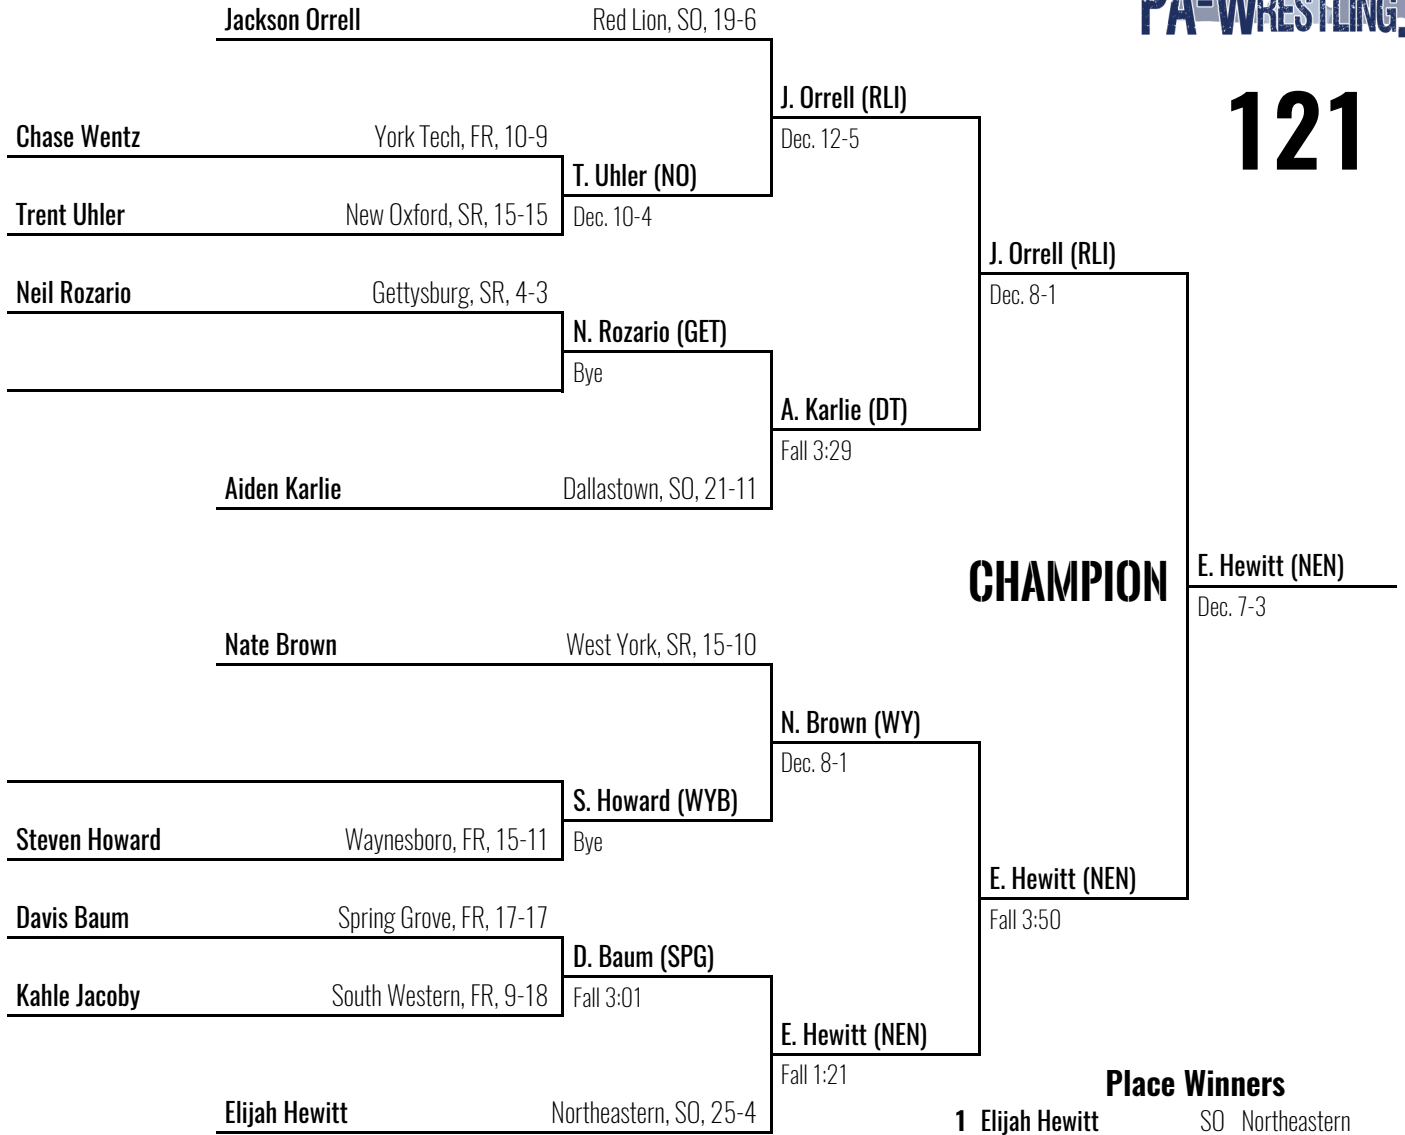 Jackson Orrell Red Lion, SO, 19-6
PA-WRESTLING.
121
J. Orrell (RLI)
Dec. 12-5
Chase Wentz York Tech, FR, 10-9
T. Uhler (NO)
Dec. 10-4
Trent Uhler New Oxford, SR, 15-15
J. Orrell (RLI)
Dec. 8-1
Neil Rozario Gettysburg, SR, 4-3
N. Rozario (GET)
Bye
A. Karlie (DT)
Fall 3:29
Aiden Karlie Dallastown, SO, 21-11
CHAMPION
E. Hewitt (NEN)
Dec. 7-3
Nate Brown West York, SR, 15-10
N. Brown (WY)
Dec. 8-1
S. Howard (WYB)
Bye
Steven Howard Waynesboro, FR, 15-11
E. Hewitt (NEN)
Fall 3:50
Davis Baum Spring Grove, FR, 17-17
D. Baum (SPG)
Fall 3:01
Kahle Jacoby South Western, FR, 9-18
E. Hewitt (NEN)
Fall 1:21
Elijah Hewitt Northeastern, SO, 25-4
Place Winners
1 Elijah Hewitt SO Northeastern